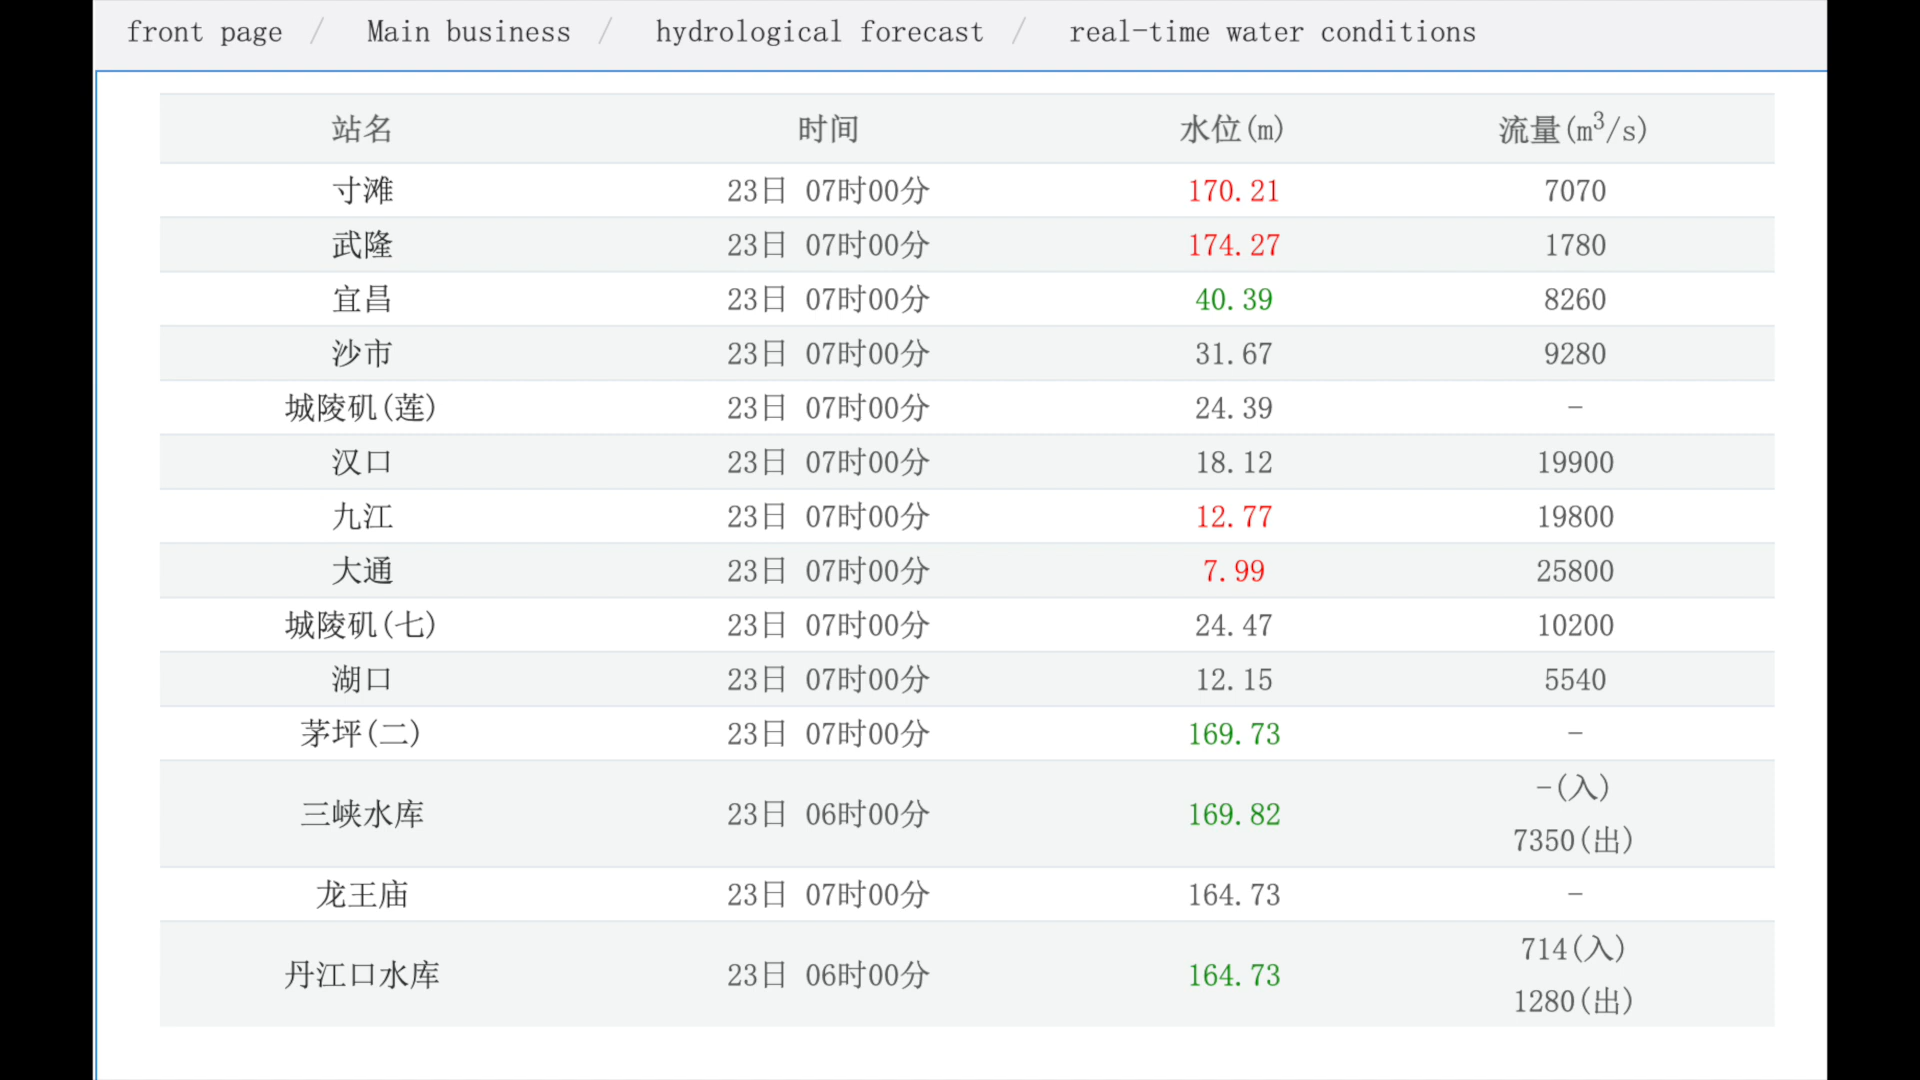 front page / Main business / hydrological forecast / real-time water conditions
站名 时间 水位(m) 流量(m³/s)
寸滩 23日 07时00分 170.21 7070
武隆 23日 07时00分 174.27 1780
宜昌 23日 07时00分 40.39 8260
沙市 23日 07时00分 31.67 9280
城陵矶(莲) 23日 07时00分 24.39 -
汉口 23日 07时00分 18.12 19900
九江 23日 07时00分 12.77 19800
大通 23日 07时00分 7.99 25800
城陵矶(七) 23日 07时00分 24.47 10200
湖口 23日 07时00分 12.15 5540
茅坪(二) 23日 07时00分 169.73 -
三峡水库 23日 06时00分 169.82 -(入)
7350(出)
龙王庙 23日 07时00分 164.73 -
丹江口水库 23日 06时00分 164.73 714(入)
1280(出)